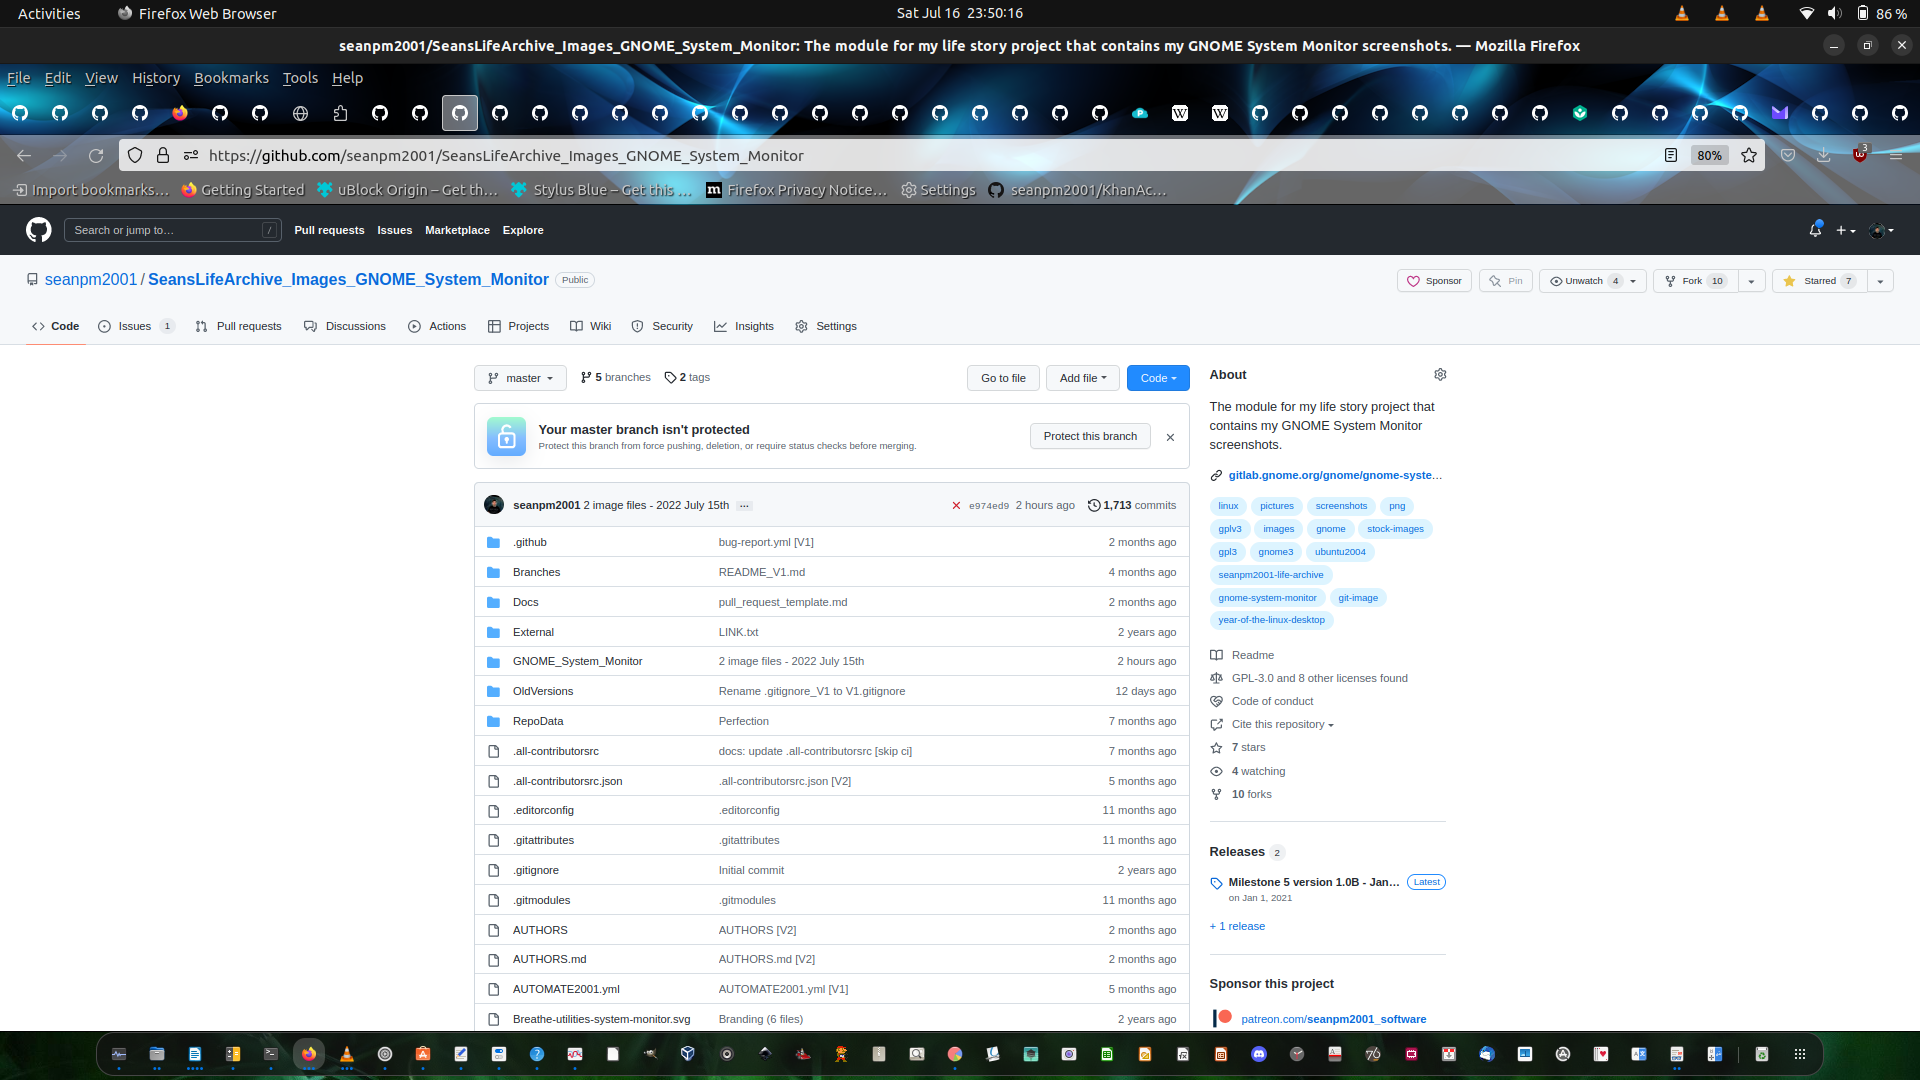 Activities Firefox Web Browser Sat Jul 16 23:50:16 86 %
seanpm2001/SeansLifeArchive_Images_GNOME_System_Monitor: The module for my life story project that contains my GNOME System Monitor screenshots. — Mozilla Firefox
File Edit View History Bookmarks Tools Help
https://github.com/seanpm2001/SeansLifeArchive_Images_GNOME_System_Monitor 80% 3
Import bookmarks… Getting Started uBlock Origin – Get th… Stylus Blue – Get this … Firefox Privacy Notice… Settings seanpm2001/KhanAc…
Search or jump to… / Pull requests Issues Marketplace Explore
seanpm2001 / SeansLifeArchive_Images_GNOME_System_Monitor Public Sponsor Pin Unwatch 4 Fork 10 Starred 7
Code Issues 1 Pull requests Discussions Actions Projects Wiki Security Insights Settings
master 5 branches 2 tags Go to file Add file Code
Your master branch isn't protected
Protect this branch from force pushing, deletion, or require status checks before merging.
Protect this branch
seanpm2001 2 image files - 2022 July 15th … e974ed9 2 hours ago 1,713 commits
.github bug-report.yml [V1] 2 months ago
Branches README_V1.md 4 months ago
Docs pull_request_template.md 2 months ago
External LINK.txt 2 years ago
GNOME_System_Monitor 2 image files - 2022 July 15th 2 hours ago
OldVersions Rename .gitignore_V1 to V1.gitignore 12 days ago
RepoData Perfection 7 months ago
.all-contributorsrc docs: update .all-contributorsrc [skip ci] 7 months ago
.all-contributorsrc.json .all-contributorsrc.json [V2] 5 months ago
.editorconfig .editorconfig 11 months ago
.gitattributes .gitattributes 11 months ago
.gitignore Initial commit 2 years ago
.gitmodules .gitmodules 11 months ago
AUTHORS AUTHORS [V2] 2 months ago
AUTHORS.md AUTHORS.md [V2] 2 months ago
AUTOMATE2001.yml AUTOMATE2001.yml [V1] 5 months ago
Breathe-utilities-system-monitor.svg Branding (6 files) 2 years ago
About
The module for my life story project that
contains my GNOME System Monitor
screenshots.
gitlab.gnome.org/gnome/gnome-syste…
linux pictures screenshots png
gplv3 images gnome stock-images
gpl3 gnome3 ubuntu2004
seanpm2001-life-archive
gnome-system-monitor git-image
year-of-the-linux-desktop
Readme
GPL-3.0 and 8 other licenses found
Code of conduct
Cite this repository
7 stars
4 watching
10 forks
Releases 2
Milestone 5 version 1.0B - Jan… Latest
on Jan 1, 2021
+ 1 release
Sponsor this project
patreon.com/seanpm2001_software